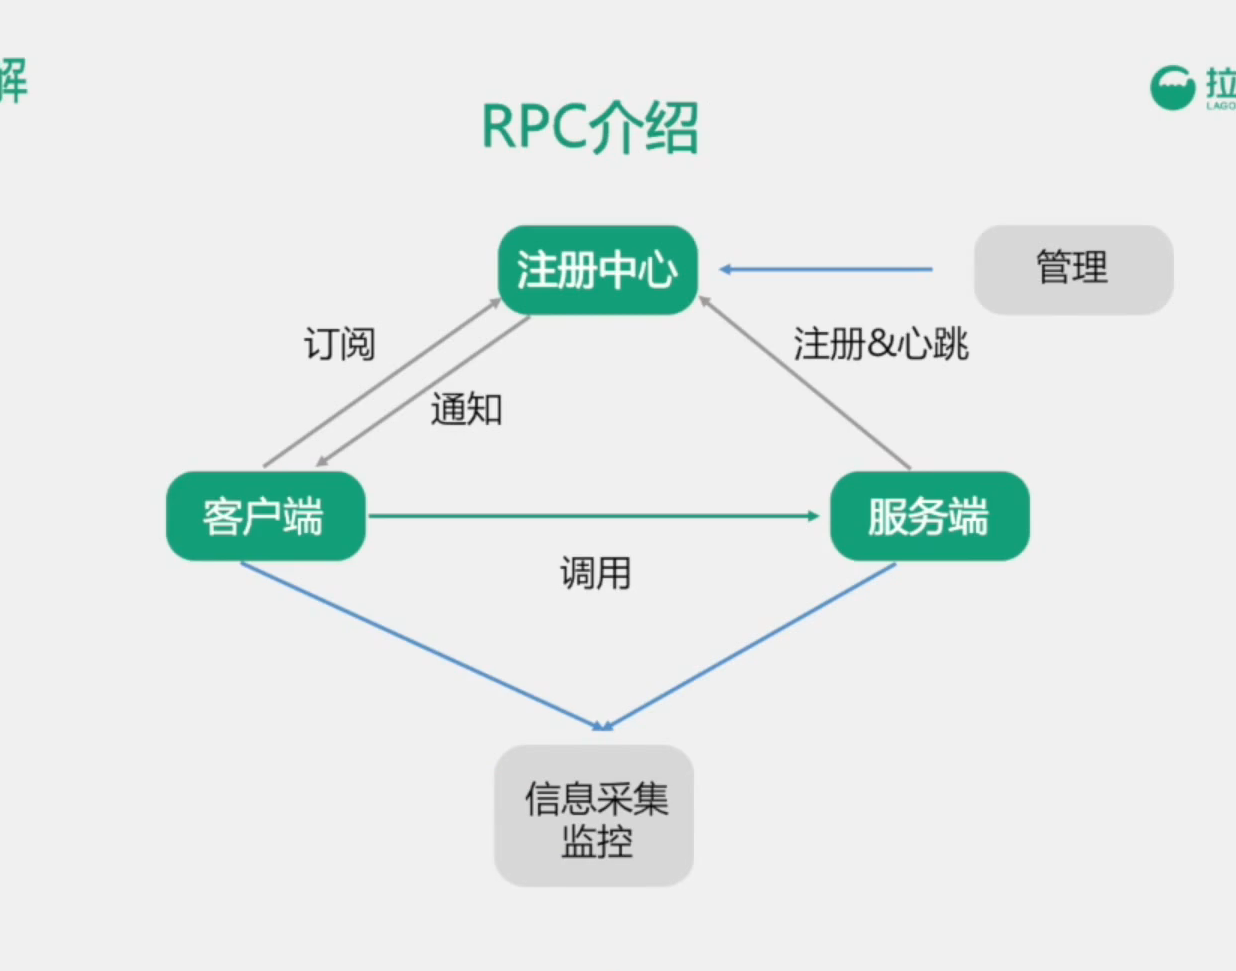 解
拉
LAGO
RPC介绍
注册中心
管理
订阅
注册&心跳
通知
客户端
服务端
调用
信息采集
监控